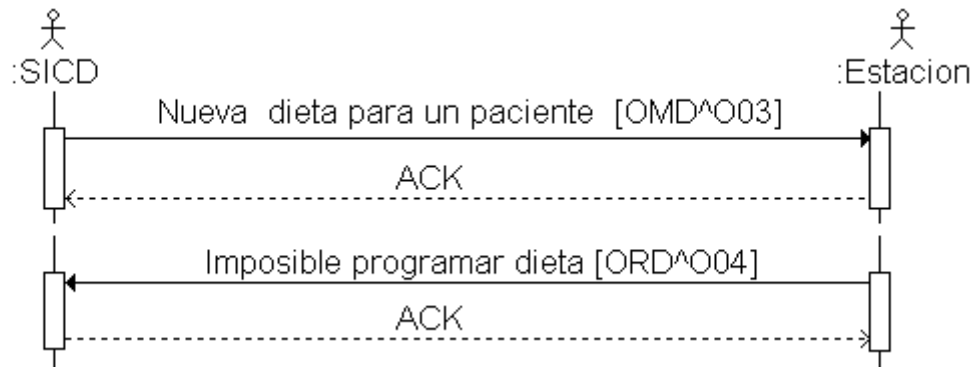 :SICD
:Estacion
Nueva dieta para un paciente [OMD^O03]
ACK
Imposible programar dieta [ORD^O04]
ACK